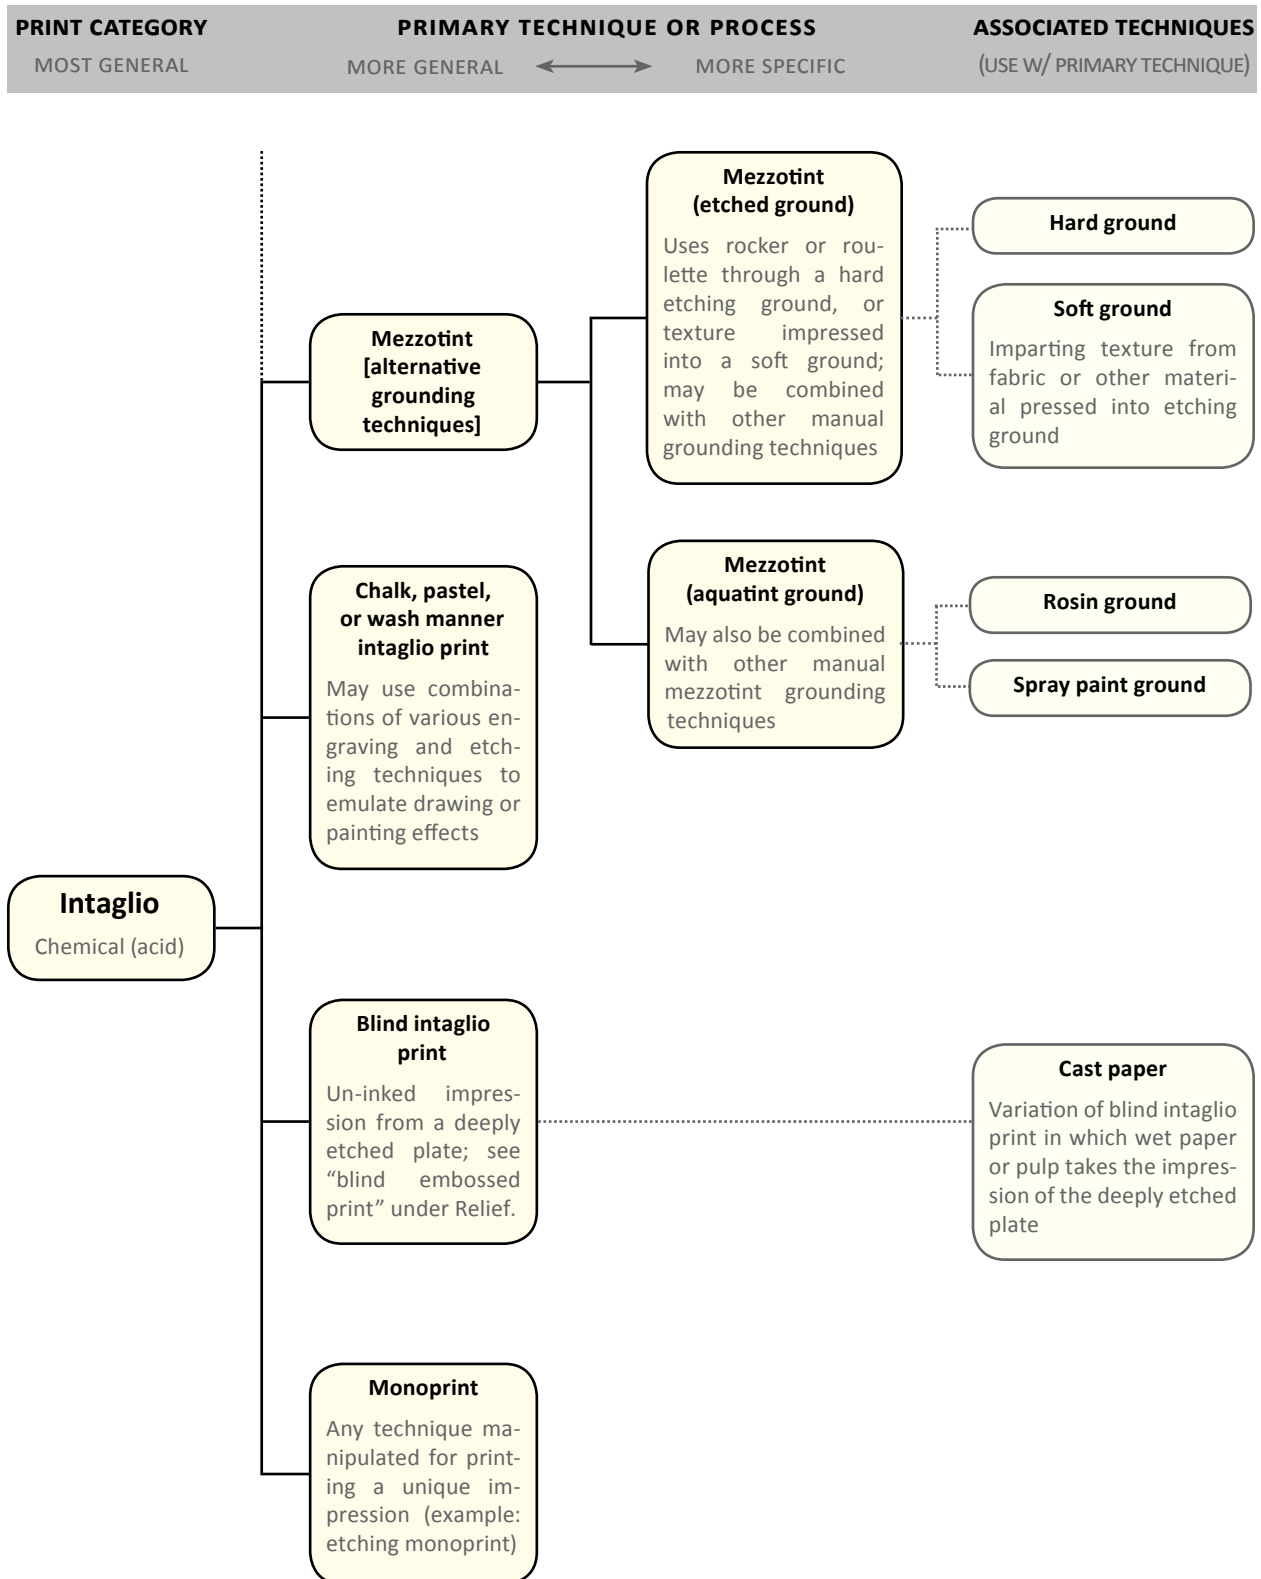 PRINT CATEGORY
MOST GENERAL
PRIMARY TECHNIQUE OR PROCESS
MORE GENERAL
MORE SPECIFIC
ASSOCIATED TECHNIQUES
(USE W/ PRIMARY TECHNIQUE)
Mezzotint
[alternative
grounding
techniques]
Mezzotint
(etched ground)
Uses rocker or rou-
lette through a hard
etching ground, or
texture impressed
into a soft ground;
may be combined
with other manual
grounding techniques
Hard ground
Soft ground
Imparting texture from
fabric or other materi-
al pressed into etching
ground
Mezzotint
(aquatint ground)
May also be combined
with other manual
mezzotint grounding
techniques
Rosin ground
Spray paint ground
Chalk, pastel,
or wash manner
intaglio print
May use combina-
tions of various en-
graving and etch-
ing techniques to
emulate drawing or
painting effects
Intaglio
Chemical (acid)
Blind intaglio
print
Un-inked impres-
sion from a deeply
etched plate; see
“blind embossed
print” under Relief.
Cast paper
Variation of blind intaglio
print in which wet paper
or pulp takes the impres-
sion of the deeply etched
plate
Monoprint
Any technique ma-
nipulated for print-
ing a unique im-
pression (example:
etching monoprint)